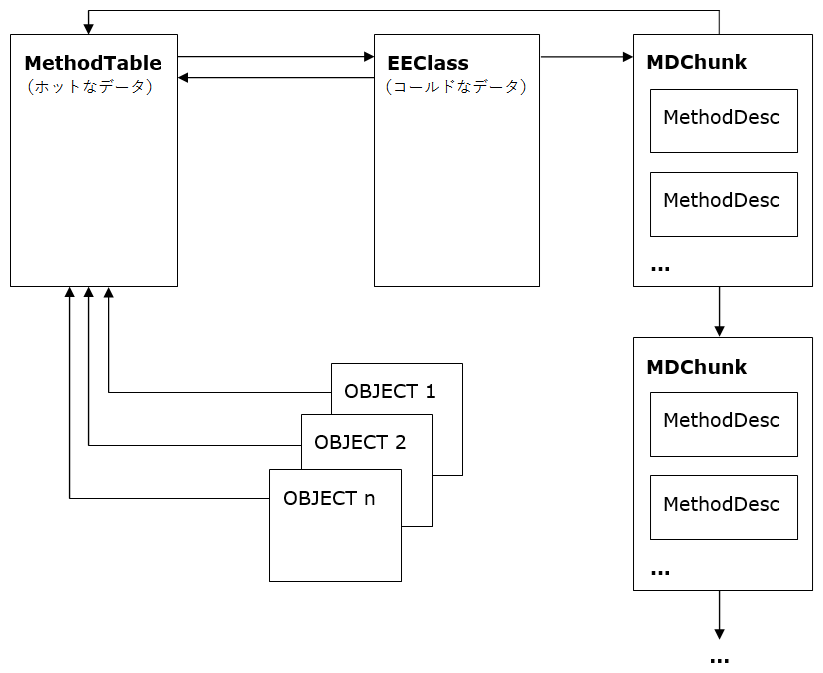 MethodTable
(ホットなデータ)
EEClass
(コールドなデータ)
MDChunk
MethodDesc
MethodDesc
...
MDChunk
MethodDesc
MethodDesc
...
...
OBJECT 1
OBJECT 2
OBJECT n